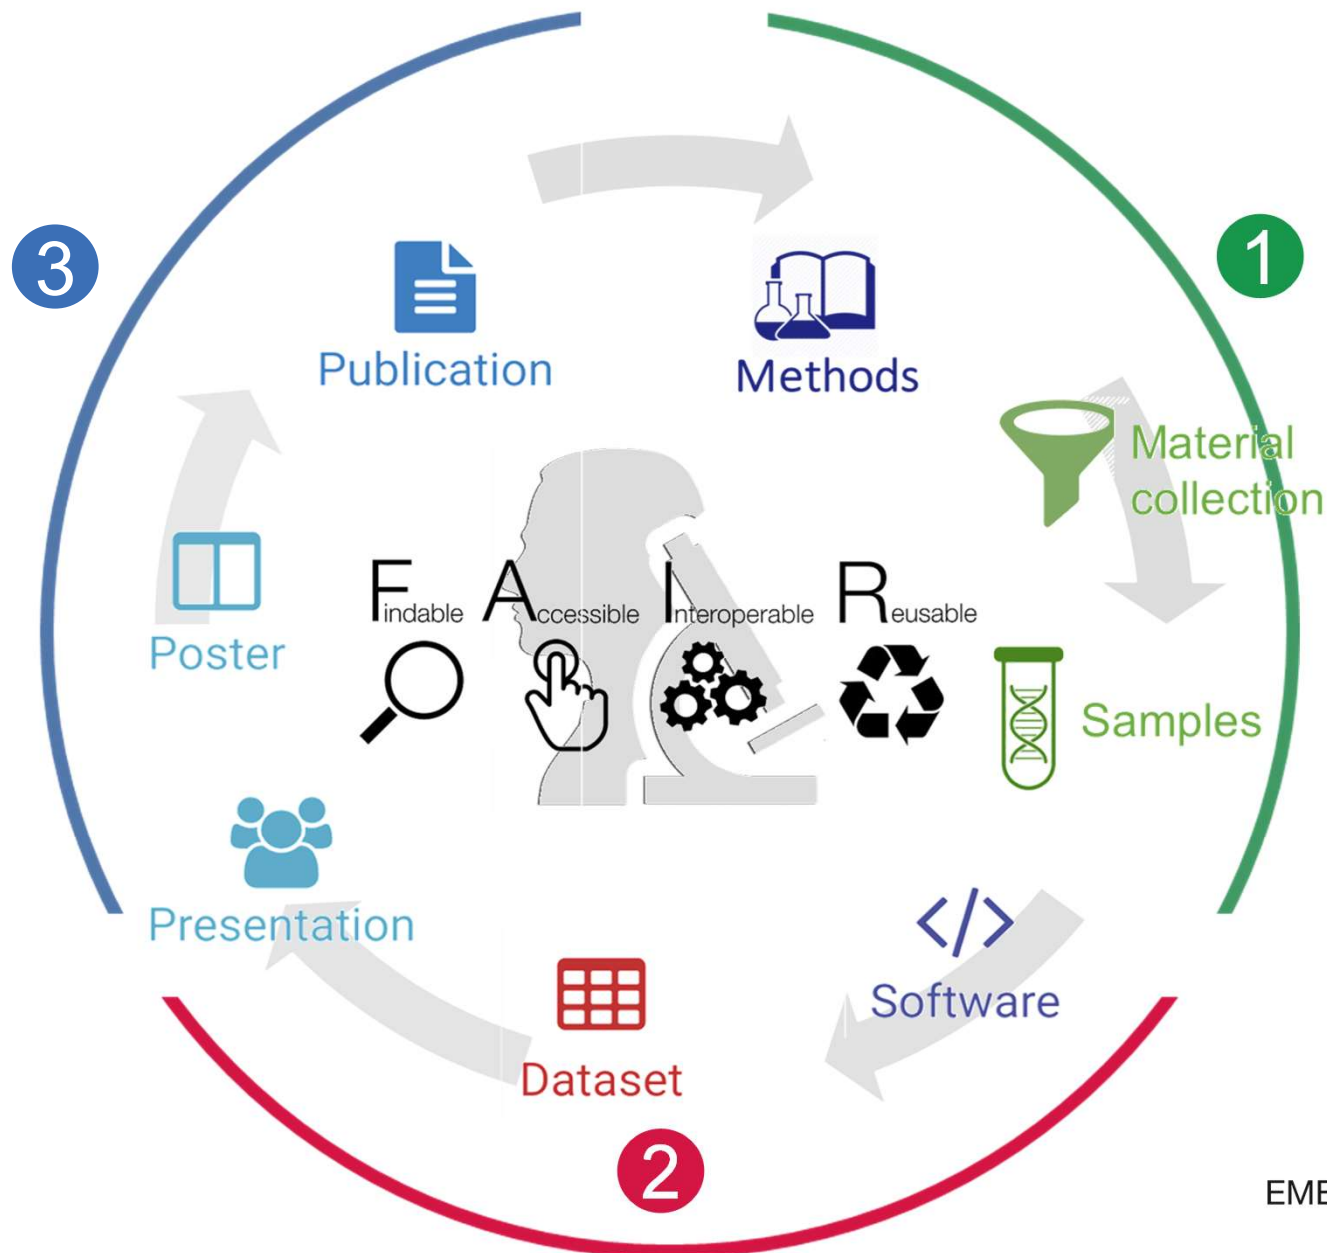 3
1
Publication
Methods
Material
collection
Findable Accessible Interoperable Reusable
Poster
Samples
Presentation
Software
Dataset
2